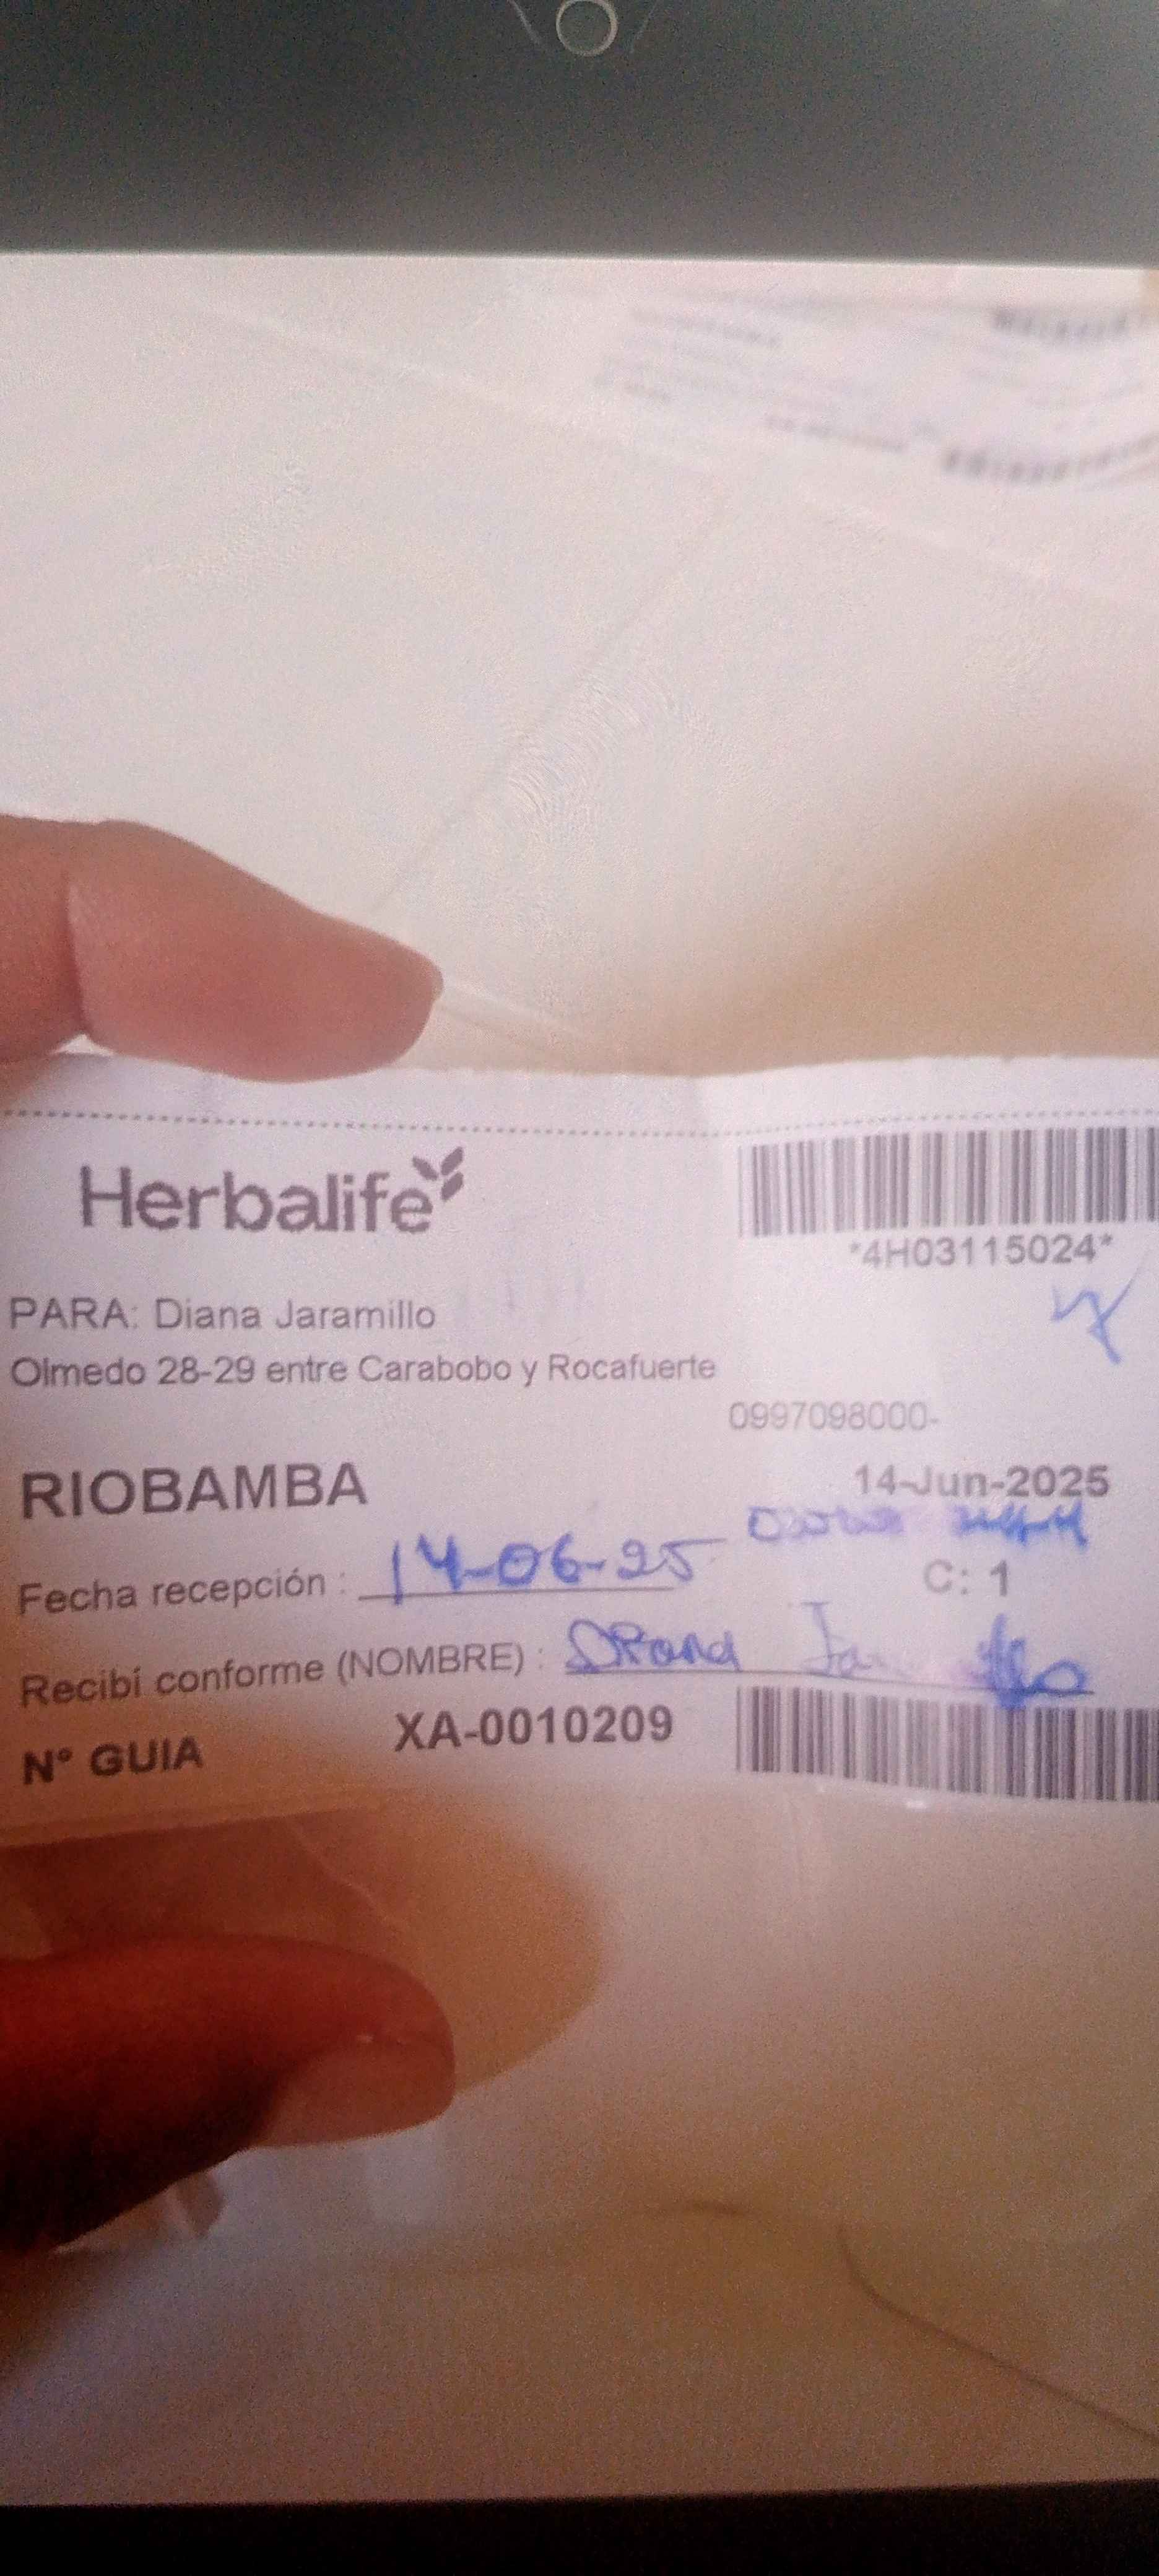 Herbalife
*4H03115024*
PARA: Diana Jaramillo
Olmedo 28-29 entre Carabobo y Rocafuerte
0997098000-
RIOBAMBA 14-Jun-2025
Fecha recepción : 14-06-25
C: 1
Recibí conforme (NOMBRE) : Diana
N° GUIA XA-0010209